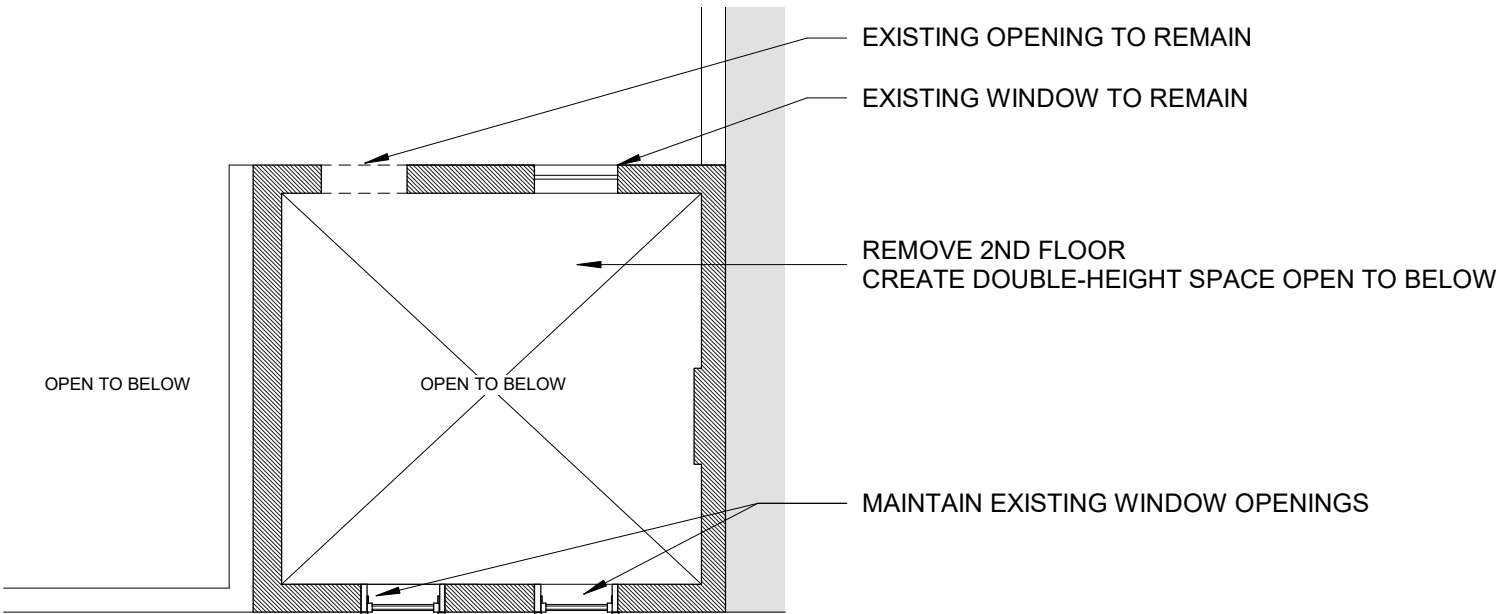 EXISTING OPENING TO REMAIN
EXISTING WINDOW TO REMAIN
REMOVE 2ND FLOOR
CREATE DOUBLE-HEIGHT SPACE OPEN TO BELOW
OPEN TO BELOW
OPEN TO BELOW
MAINTAIN EXISTING WINDOW OPENINGS